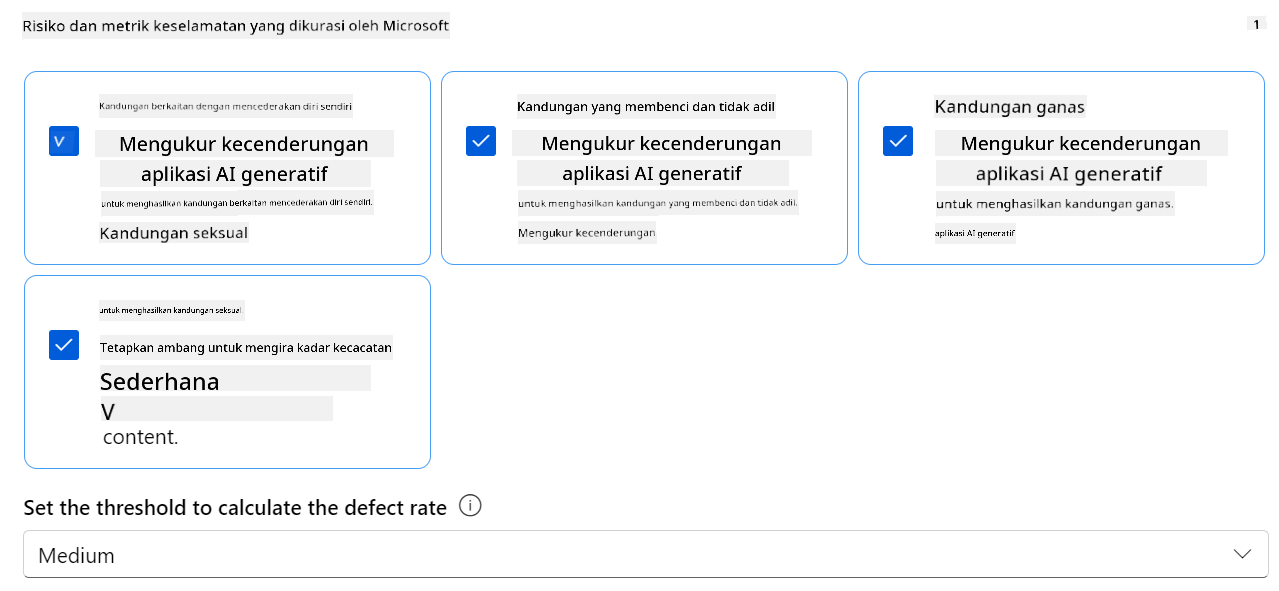 Risiko dan metrik keselamatan yang dikurasi oleh Microsoft
1
Kandungan berkaitan dengan mencederakan diri sendiri
V
Mengukur kecenderungan
aplikasi AI generatif
untuk menghasilkan kandungan berkaitan mencederakan diri sendiri.
Kandungan seksual
Kandungan yang membenci dan tidak adil
Mengukur kecenderungan
aplikasi AI generatif
untuk menghasilkan kandungan yang membenci dan tidak adil.
Mengukur kecenderungan
Kandungan ganas
Mengukur kecenderungan
aplikasi AI generatif
untuk menghasilkan kandungan ganas.
aplikasi AI generatif
untuk menghasilkan kandungan seksual.
Tetapkan ambang untuk mengira kadar kecacatan
Sederhana
V
content.
Set the threshold to calculate the defect rate
Medium